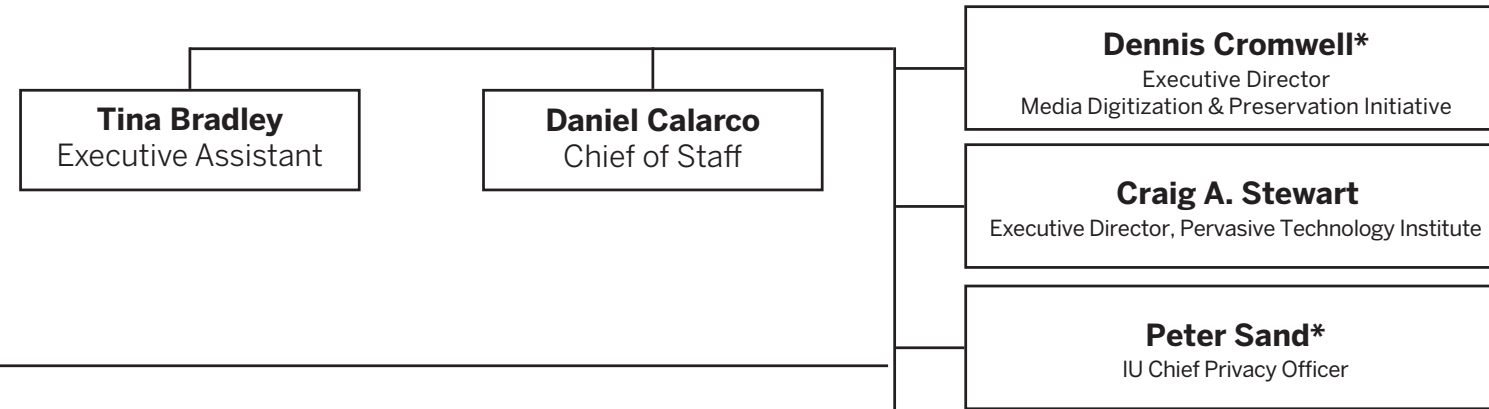 Tina Bradley
Executive Assistant
Daniel Calarco
Chief of Staff
Dennis Cromwell*
Executive Director
Media Digitization & Preservation Initiative
Craig A. Stewart
Executive Director, Pervasive Technology Institute
Peter Sand*
IU Chief Privacy Officer